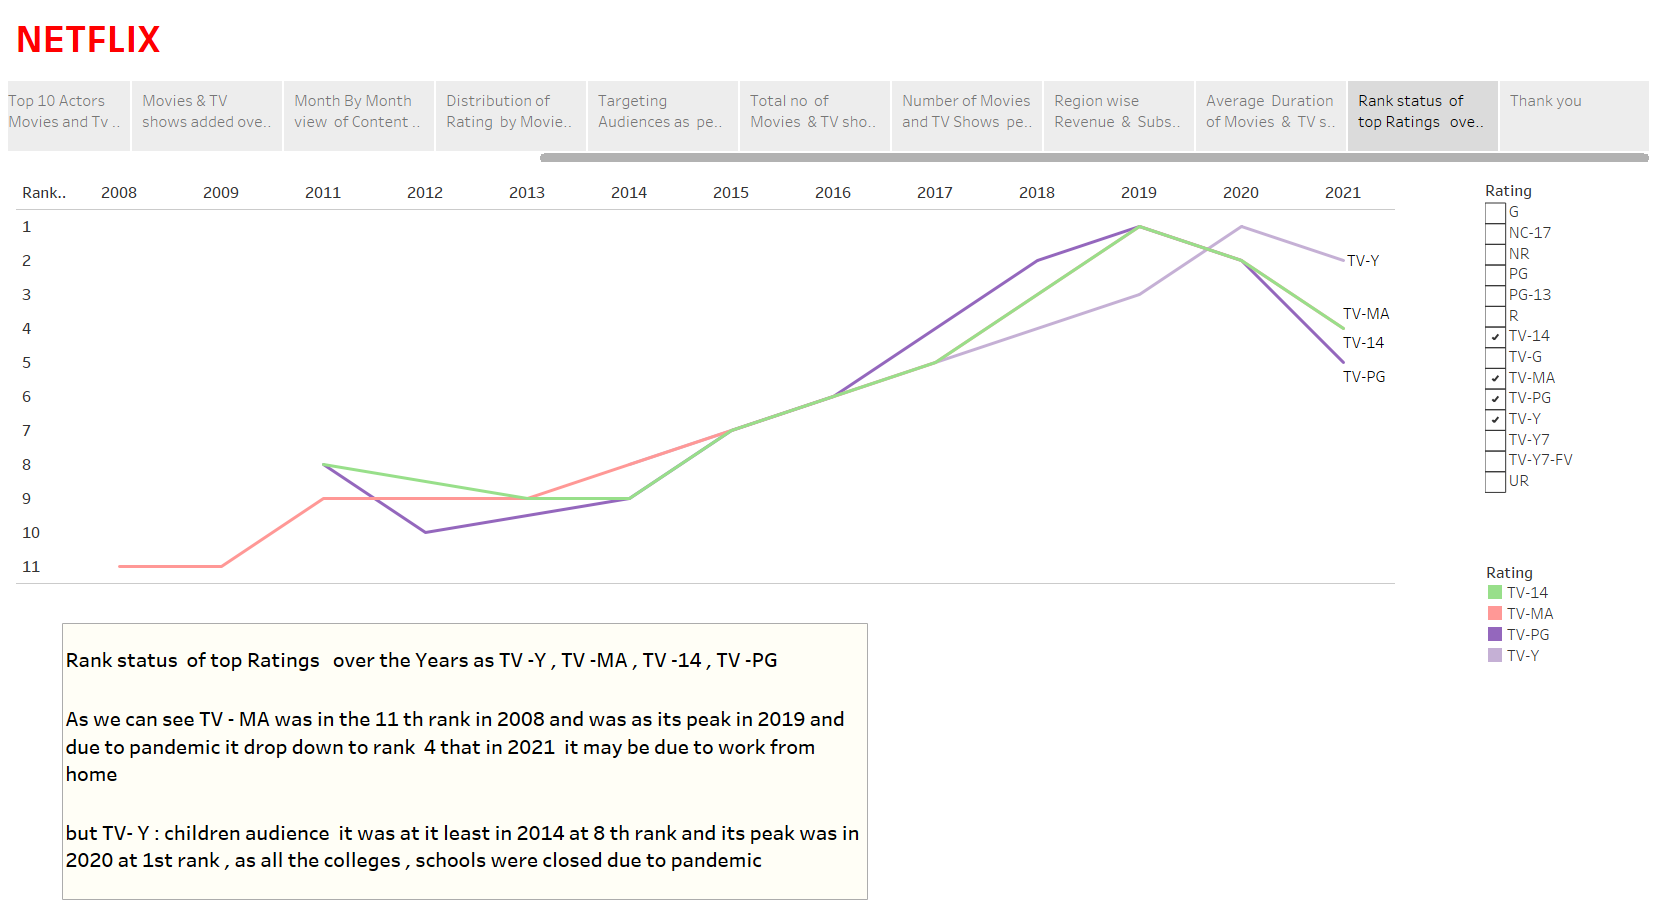 NETFLIX
Top 10 Actors
Movies and Tv ..
Movies & TV
shows added ove..
Month By Month
view of Content ..
Distribution of
Rating by Movie..
Targeting
Audiences as pe..
Total no of
Movies & TV sho..
Number of Movies
and TV Shows pe..
Region wise
Revenue & Subs..
Average Duration
of Movies & TV s..
Rank status of
top Ratings ove..
Thank you
Rank.. 2008 2009 2011 2012 2013 2014 2015 2016 2017 2018 2019 2020 2021
1
2
3
4
5
6
7
8
9
10
11
TV-Y
TV-MA
TV-14
TV-PG
Rating
G
NC-17
NR
PG
PG-13
R
TV-14
TV-G
TV-MA
TV-PG
TV-Y
TV-Y7
TV-Y7-FV
UR
Rating
TV-14
TV-MA
TV-PG
TV-Y
Rank status of top Ratings over the Years as TV -Y , TV -MA , TV -14 , TV -PG
As we can see TV - MA was in the 11 th rank in 2008 and was as its peak in 2019 and
due to pandemic it drop down to rank 4 that in 2021 it may be due to work from
home
but TV- Y : children audience it was at it least in 2014 at 8 th rank and its peak was in
2020 at 1st rank , as all the colleges , schools were closed due to pandemic